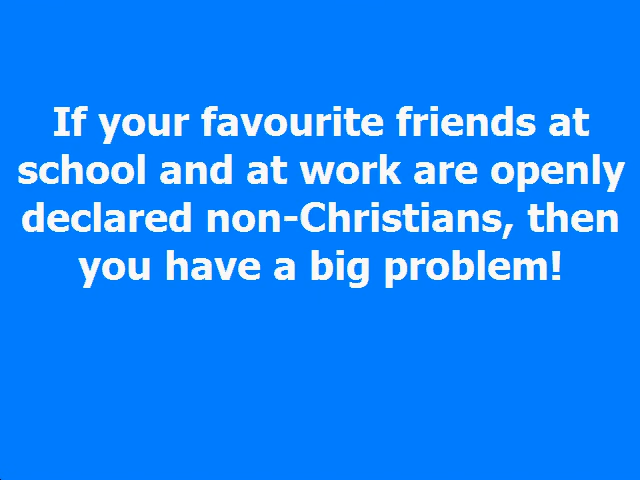 If your favourite friends at
school and at work are openly
declared non-Christians, then
you have a big problem!